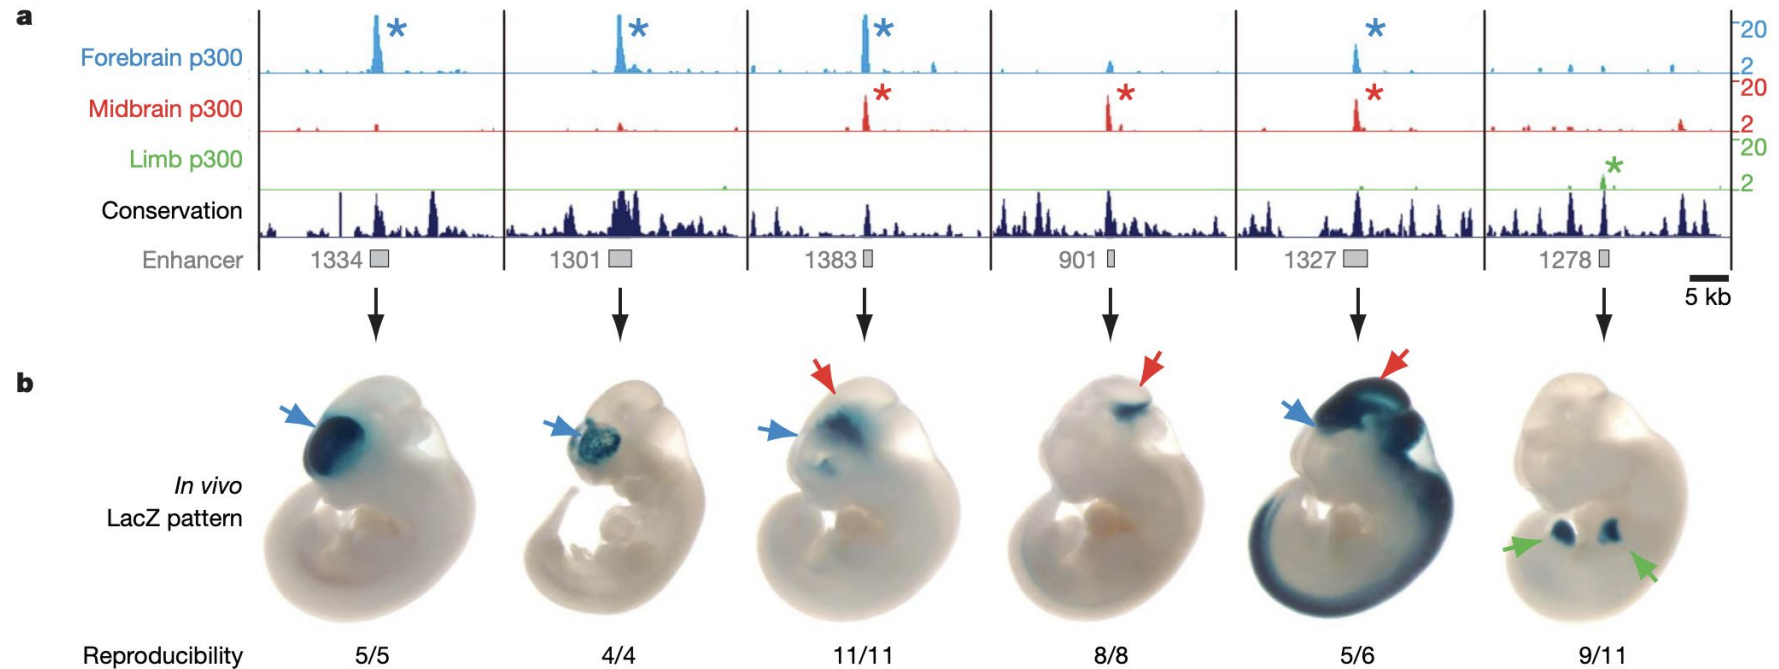 a
Forebrain p300
* * * *
20
2
Midbrain p300
* * *
20
2
Limb p300
*
20
2
Conservation
Enhancer
1334 1301 1383 901 1327 1278
5 kb
b
In vivo
LacZ pattern
Reproducibility 5/5 4/4 11/11 8/8 5/6 9/11